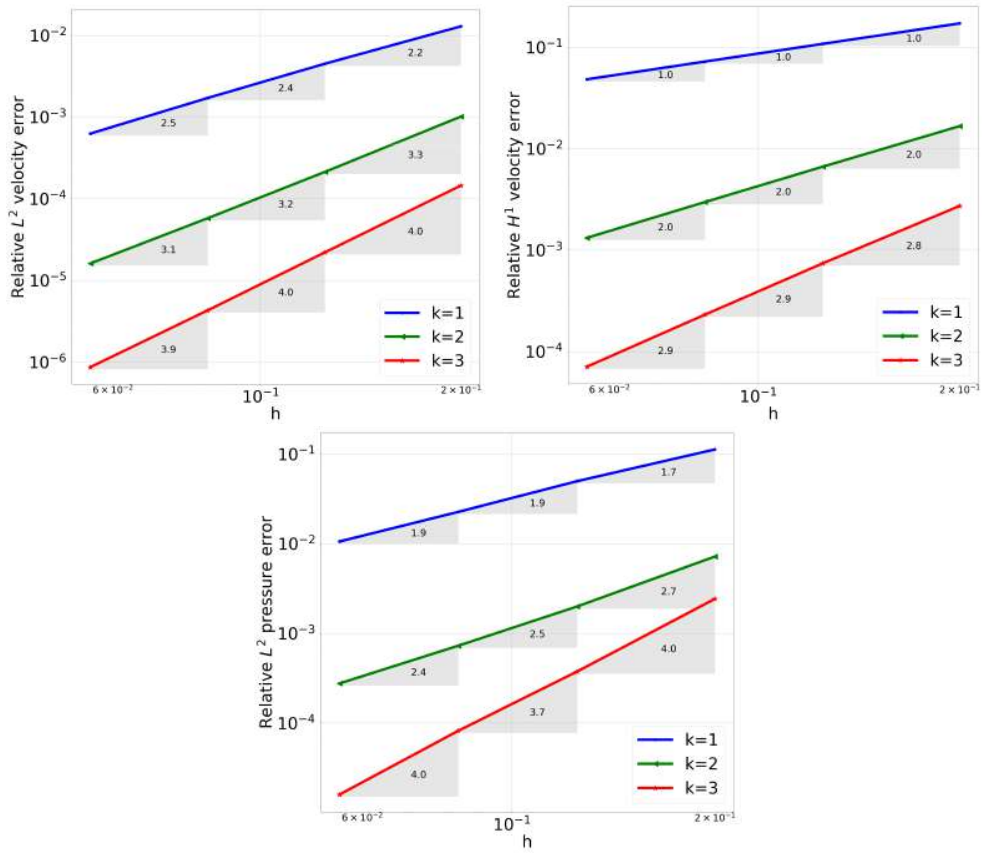 Relative L² velocity error
10⁻²
10⁻³
10⁻⁴
10⁻⁵
10⁻⁶
2.5
2.4
2.2
3.1
3.2
3.3
3.9
4.0
4.0
k=1
k=2
k=3
6 × 10⁻²
10⁻¹
2 × 10⁻¹
h
Relative H¹ velocity error
10⁻¹
10⁻²
10⁻³
10⁻⁴
1.0
1.0
1.0
2.0
2.0
2.0
2.9
2.9
2.8
k=1
k=2
k=3
6 × 10⁻²
10⁻¹
2 × 10⁻¹
h
Relative L² pressure error
10⁻¹
10⁻²
10⁻³
10⁻⁴
1.9
1.9
1.7
2.4
2.5
2.7
4.0
3.7
4.0
k=1
k=2
k=3
6 × 10⁻²
10⁻¹
2 × 10⁻¹
h